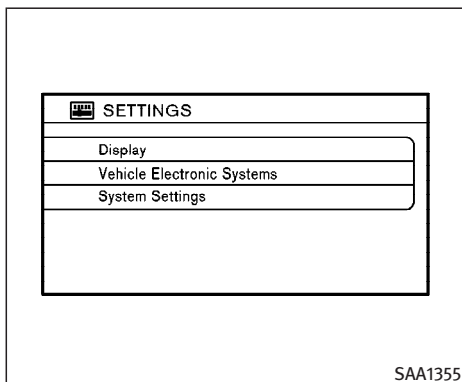 SETTINGS
Display
Vehicle Electronic Systems
System Settings
SAA1355